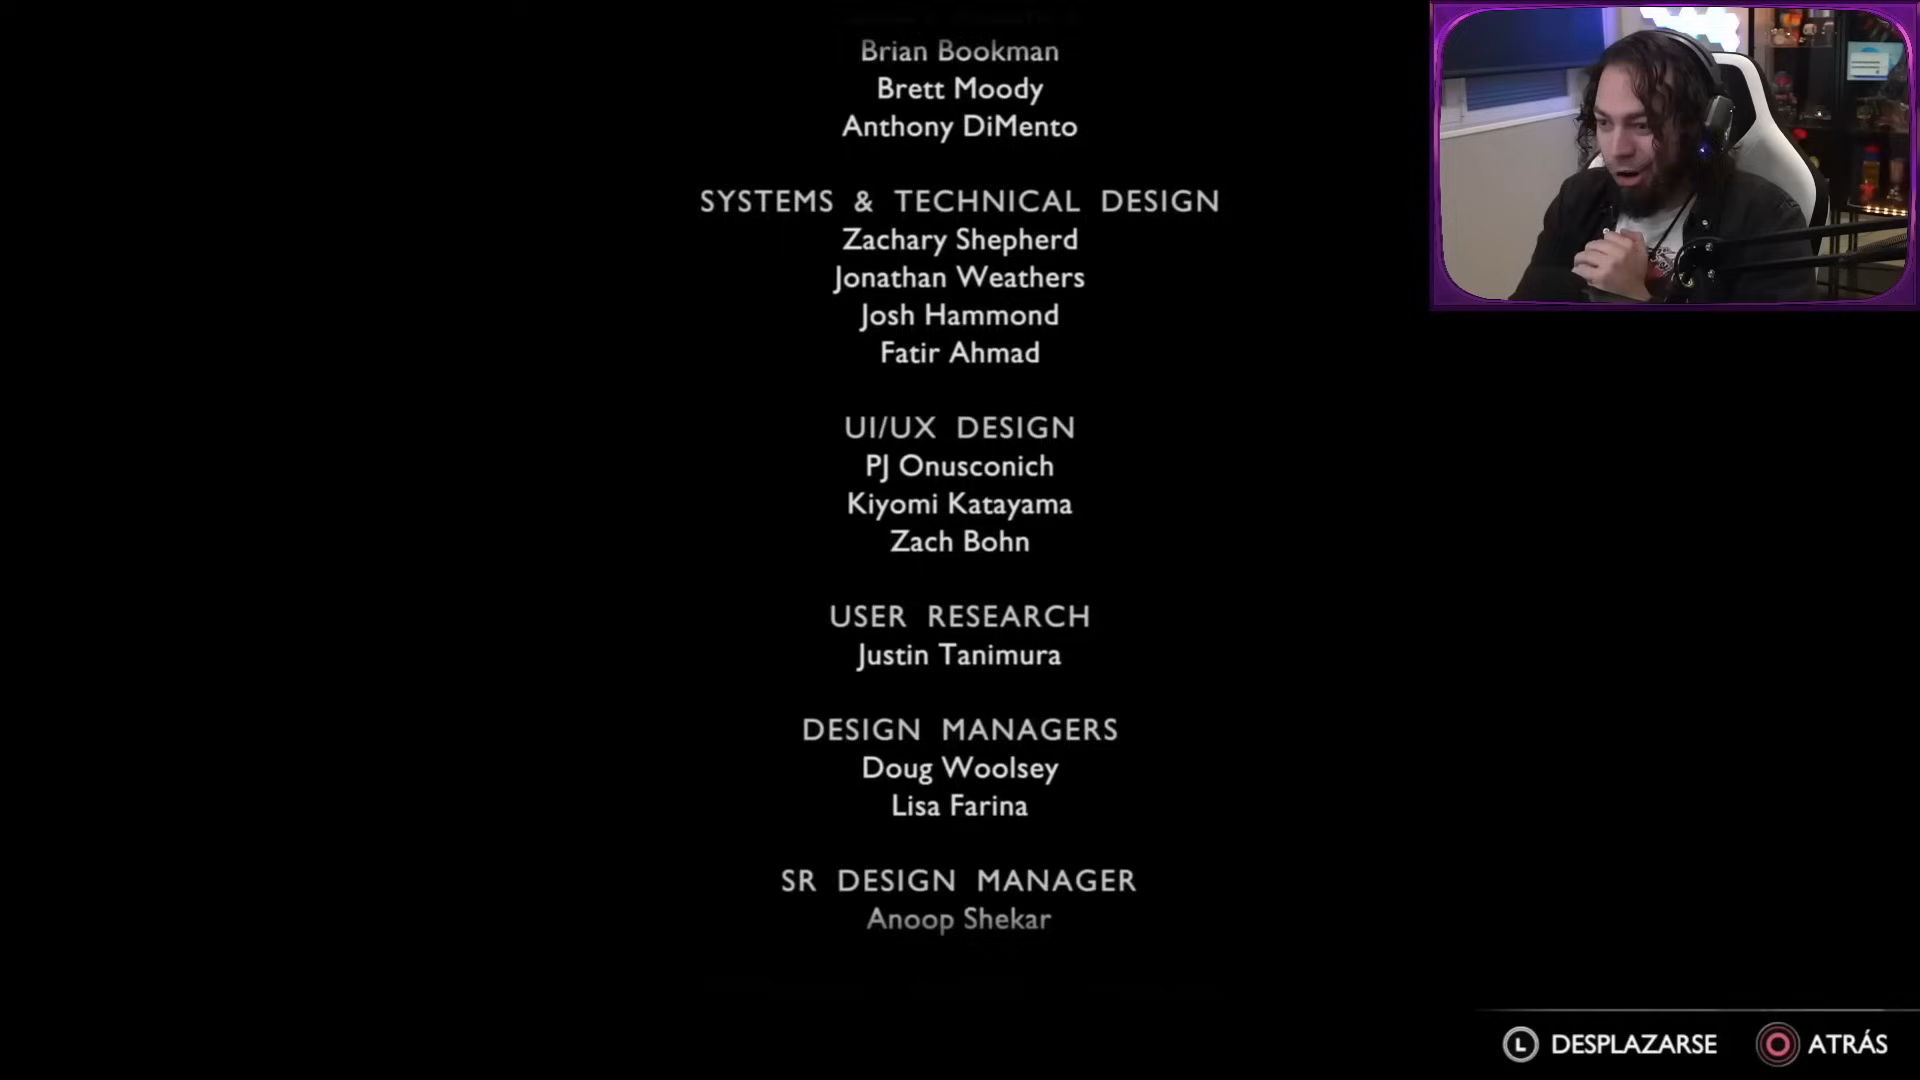 Brian Bookman
Brett Moody
Anthony DiMento
SYSTEMS & TECHNICAL DESIGN
Zachary Shepherd
Jonathan Weathers
Josh Hammond
Fatir Ahmad
UI/UX DESIGN
PJ Onusconich
Kiyomi Katayama
Zach Bohn
USER RESEARCH
Justin Tanimura
DESIGN MANAGERS
Doug Woolsey
Lisa Farina
SR DESIGN MANAGER
Anoop Shekar
L DESPLAZARSE
ATRÁS